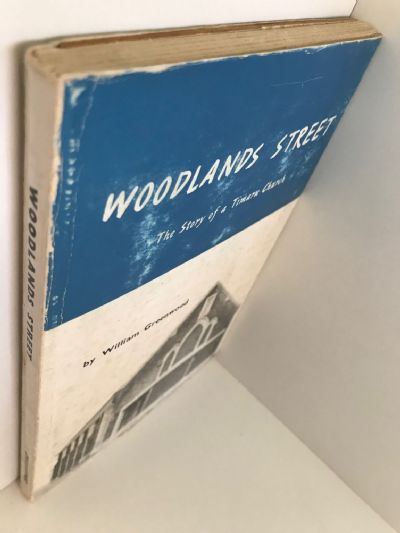 WOODLANDS STREET
The Story of a Timaru Church
by William Greenwood
WOODLANDS STREET